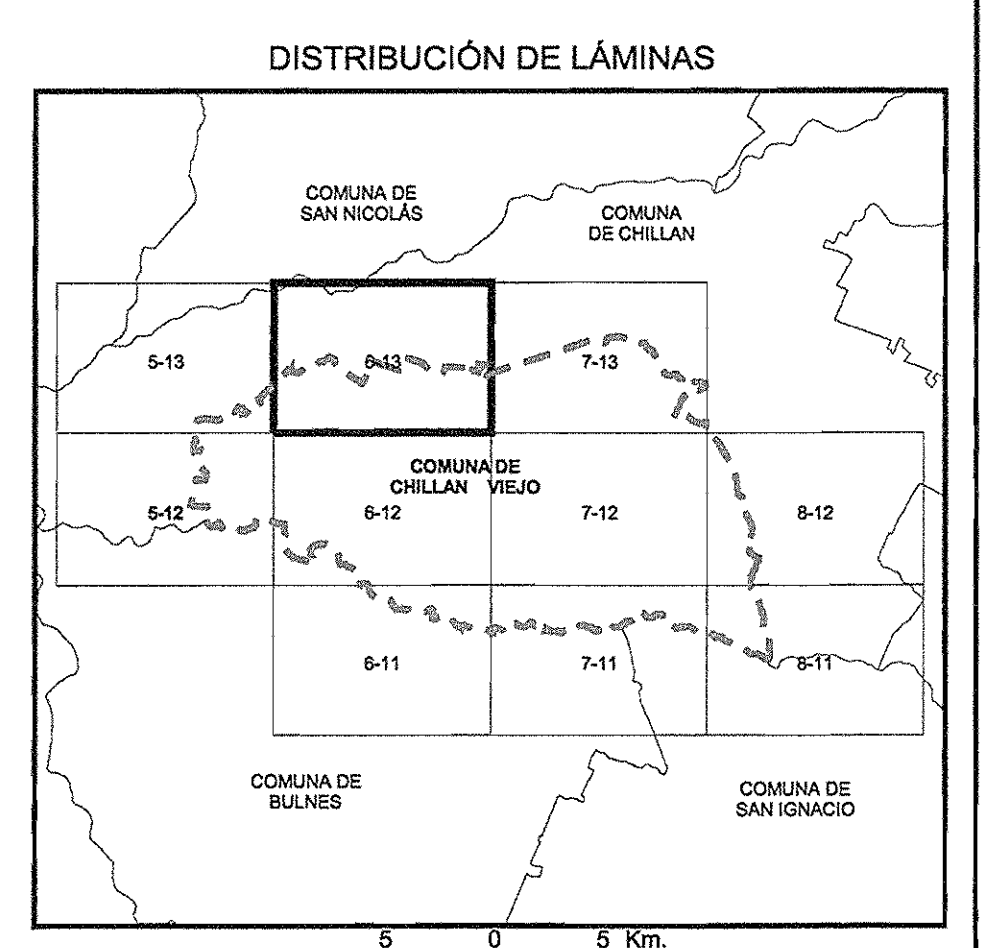 DISTRIBUCIÓN DE LÁMINAS
COMUNA DE
SAN NICOLÁS
COMUNA
DE CHILLAN
5-13
6-13
7-13
COMUNA DE
CHILLAN VIEJO
5-12
6-12
7-12
8-12
6-11
7-11
8-11
COMUNA DE
BULNES
COMUNA DE
SAN IGNACIO
5 0 5 Km.